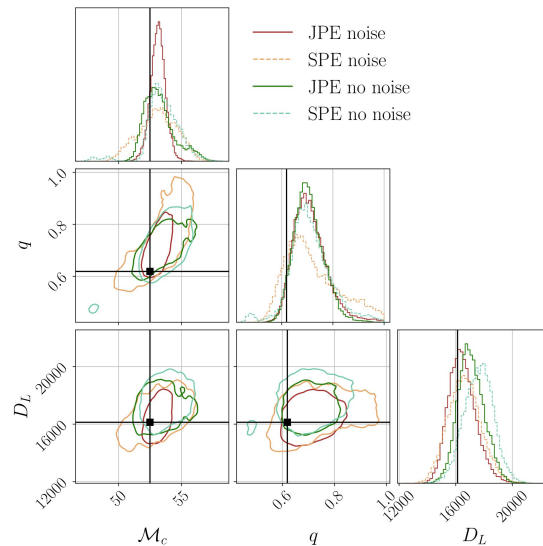 JPE noise
SPE noise
JPE no noise
SPE no noise
1.0
0.8
0.6
q
20000
16000
12000
D_L
50
55
0.6
0.8
1.0
12000
16000
20000
ℳ_c
q
D_L